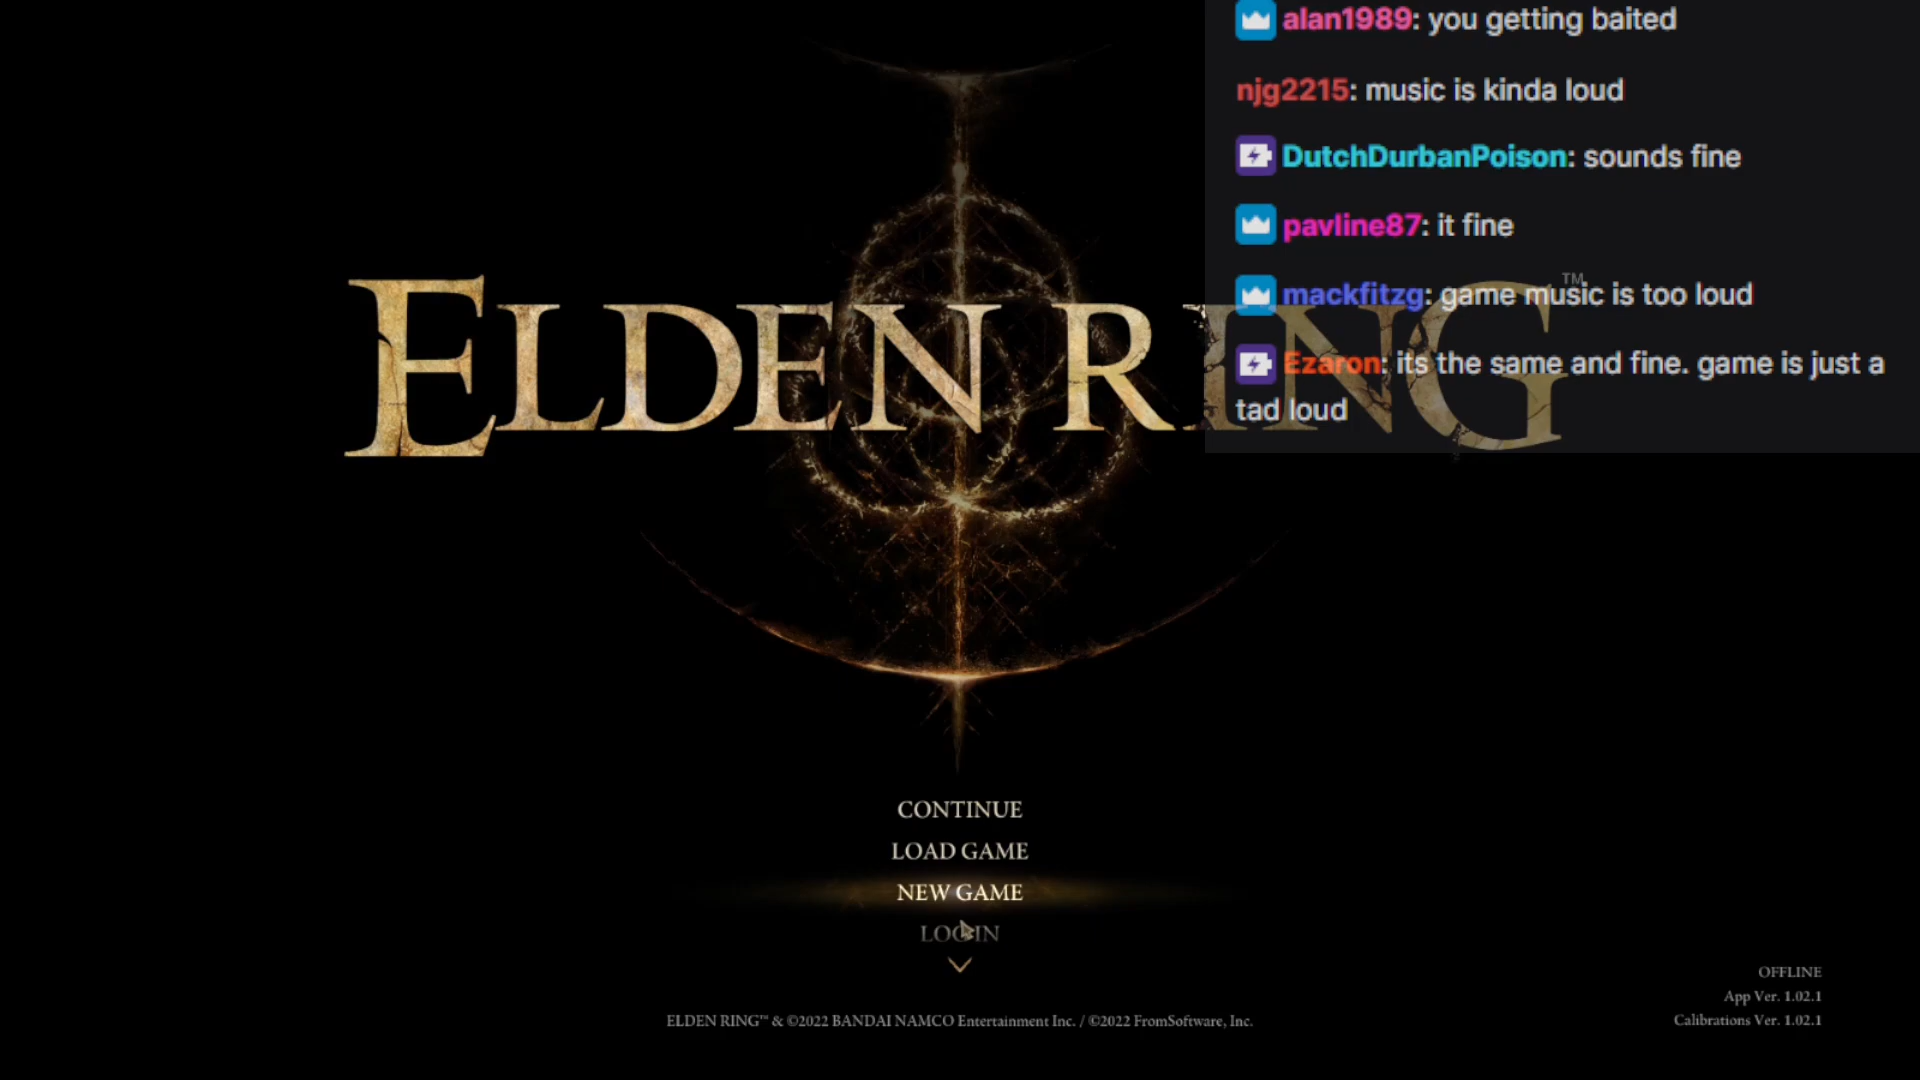 alan1989: you getting baited
njg2215: music is kinda loud
DutchDurbanPoison: sounds fine
pavline87: it fine
mackfitzg: game music is too loud
Ezaron: its the same and fine. game is just a
tad loud
ELDEN RING™
CONTINUE
LOAD GAME
NEW GAME
LOGIN
OFFLINE
App Ver. 1.02.1
Calibrations Ver. 1.02.1
ELDEN RING™ & ©2022 BANDAI NAMCO Entertainment Inc. / ©2022 FromSoftware, Inc.